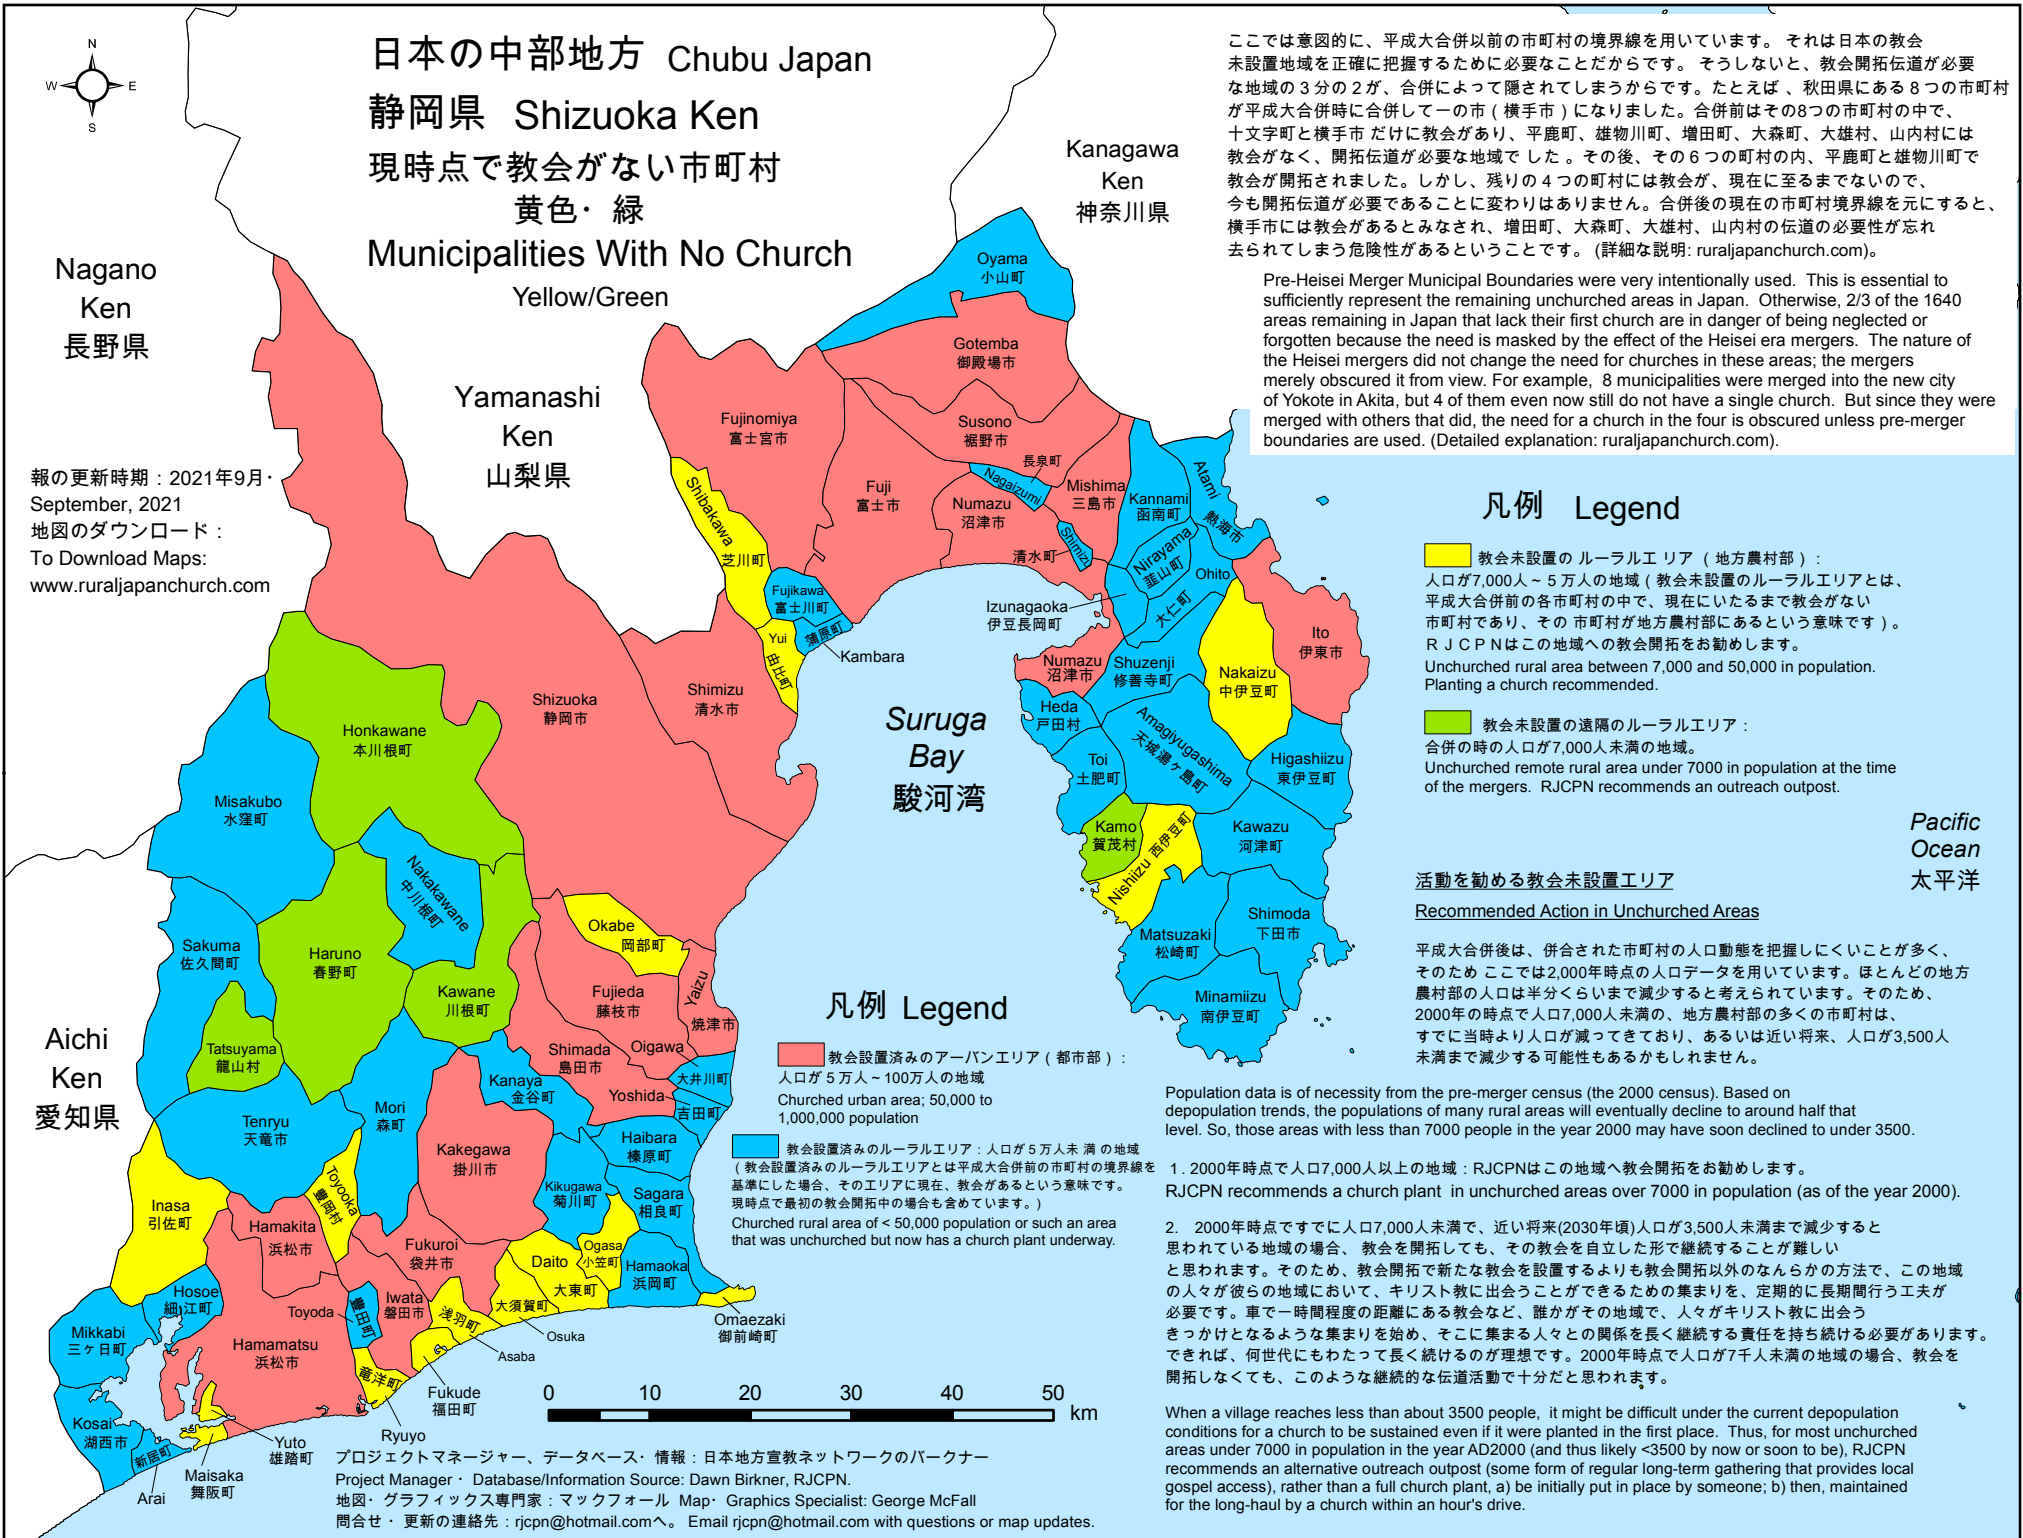 N
W
E
S
日本の中部地方 Chubu Japan
静岡県 Shizuoka Ken
現時点で教会がない市町村
黄色・緑
Municipalities With No Church
Yellow/Green
ここでは意図的に、平成大合併以前の市町村の境界線を用いています。 それは日本の教会
未設置地域を正確に把握するために必要なことだからです。 そうしないと、教会開拓伝道が必要
な地域の3分の2が、合併によって隠されてしまうからです。たとえば 、秋田県にある8つの市町村
が平成大合併時に合併して一の市（横手市）になりました。合併前はその8つの市町村の中で、
十文字町と横手市 だけに教会があり、平鹿町、雄物川町、増田町、大森町、大雄村、山内村には
教会がなく、開拓伝道が必要な地域で した 。その後、その6つの町村の内、平鹿町と雄物川町で
教会が開拓されました。しかし、残りの4つの町村には教会が、現在に至るまでないので、
今も開拓伝道が必要であることに変わりはありません。合併後の現在の市町村境界線を元にすると、
横手市には教会があるとみなされ、増田町、大森町、大雄村、山内村の伝道の必要性が忘れ
去られてしまう危険性があるということです。 (詳細な説明: ruraljapanchurch.com)。
Pre-Heisei Merger Municipal Boundaries were very intentionally used. This is essential to
sufficiently represent the remaining unchurched areas in Japan. Otherwise, 2/3 of the 1640
areas remaining in Japan that lack their first church are in danger of being neglected or
forgotten because the need is masked by the effect of the Heisei era mergers. The nature of
the Heisei mergers did not change the need for churches in these areas; the mergers
merely obscured it from view. For example, 8 municipalities were merged into the new city
of Yokote in Akita, but 4 of them even now still do not have a single church. But since they were
merged with others that did, the need for a church in the four is obscured unless pre-merger
boundaries are used. (Detailed explanation: ruraljapanchurch.com).
Nagano
Ken
長野県
Yamanashi
Ken
山梨県
Kanagawa
Ken
神奈川県
Aichi
Ken
愛知県
報の更新時期：2021年9月・
September, 2021
地図のダウンロード：
To Download Maps:
www.ruraljapanchurch.com
Oyama
小山町
Gotemba
御殿場市
Fujinomiya
富士宮市
Susono
裾野市
長泉町
Nagaizumi
Fuji
富士市
Numazu
沼津市
Mishima
三島市
Shimizu
清水町
Kannami
函南町
Atami
熱海市
Nirayama
韮山町
Ohito
大仁町
Izunagaoka
伊豆長岡町
Ito
伊東市
Numazu
沼津市
Shuzenji
修善寺町
Nakaizu
中伊豆町
Heda
戸田村
Amagiyugashima
天城湯ヶ島町
Toi
土肥町
Higashiizu
東伊豆町
Kamo
賀茂村
Nishiizu 西伊豆町
Kawazu
河津町
Matsuzaki
松崎町
Shimoda
下田市
Minamiizu
南伊豆町
Shibakawa
芝川町
Fujikawa
富士川町
Yui
由比町
蒲原町
Kambara
Shizuoka
静岡市
Shimizu
清水市
Suruga
Bay
駿河湾
Pacific
Ocean
太平洋
Honkawane
本川根町
Misakubo
水窪町
Nakakawane
中川根町
Sakuma
佐久間町
Haruno
春野町
Kawane
川根町
Tatsuyama
龍山村
Okabe
岡部町
Fujieda
藤枝市
Yaizu
焼津市
Shimada
島田市
Oigawa
大井川町
Yoshida
吉田町
Kanaya
金谷町
Haibara
榛原町
Tenryu
天竜市
Mori
森町
Kakegawa
掛川市
Kikugawa
菊川町
Sagara
相良町
Inasa
引佐町
Toyooka
豊岡村
Hamakita
浜松市
Fukuroi
袋井市
Daito
大東町
Ogasa
小笠町
Hamaoka
浜岡町
Omaezaki
御前崎町
Hosoe
細江町
Toyoda
豊田町
Iwata
磐田市
浅羽町
Asaba
大須賀町
Osuka
Mikkabi
三ヶ日町
Hamamatsu
浜松市
竜洋町
Ryuyo
Fukude
福田町
Kosai
湖西市
新居町
Arai
Maisaka
舞阪町
Yuto
雄踏町
凡例 Legend
教会未設置の ルーラルエ リア （ 地方農村部 ）：
人口が7,000人～5万人の地域（教会未設置のルーラルエリアとは、
平成大合併前の各市町村の中で、現在にいたるまで教会がない
市町村であり、その 市町村が地方農村部にあるという意味です）。
RJCPNはこの地域への教会開拓をお勧めします。
Unchurched rural area between 7,000 and 50,000 in population.
Planting a church recommended.
教会未設置の遠隔のルーラルエリア：
合併の時の人口が7,000人未満の地域。
Unchurched remote rural area under 7000 in population at the time
of the mergers. RJCPN recommends an outreach outpost.
凡例 Legend
教会設置済みのアーバンエリア（都市部）：
人口が5万人～100万人の地域
Churched urban area; 50,000 to
1,000,000 population
教会設置済みのルーラルエリア：人口が5万人未 満 の地域
（教会設置済みのルーラルエリアとは平成大合併前の市町村の境界線を
基準にした場合、そのエリアに現在、教会があるという意味です。
現時点で最初の教会開拓中の場合も含めています。)
Churched rural area of < 50,000 population or such an area
that was unchurched but now has a church plant underway.
活動を勧める教会未設置エリア
Recommended Action in Unchurched Areas
平成大合併後は、併合された市町村の人口動態を把握しにくいことが多く、
そのため ここでは2,000年時点の人口データを用いています。ほとんどの地方
農村部の人口は半分くらいまで減少すると考えられています。そのため、
2000年の時点で人口7,000人未満の、地方農村部の多くの市町村は、
すでに当時より人口が減ってきており、あるいは近い将来、人口が3,500人
未満まで減少する可能性もあるかもしれません。
Population data is of necessity from the pre-merger census (the 2000 census). Based on
depopulation trends, the populations of many rural areas will eventually decline to around half that
level. So, those areas with less than 7000 people in the year 2000 may have soon declined to under 3500.
1. 2000年時点で人口7,000人以上の地域：RJCPNはこの地域へ教会開拓をお勧めします。
RJCPN recommends a church plant in unchurched areas over 7000 in population (as of the year 2000).
2. 2000年時点ですでに人口7,000人未満で、近い将来(2030年頃)人口が3,500人未満まで減少すると
思われている地域の場合、 教会を開拓しても、その教会を自立した形で継続することが難しい
と思われます。そのため、教会開拓で新たな教会を設置するよりも教会開拓以外のなんらかの方法で、この地域
の人々が彼らの地域において、キリスト教に出会うことができるための集まりを、定期的に長期間行う工夫が
必要です。車で一時間程度の距離にある教会など、誰かがその地域で、人々がキリスト教に出会う
きっかけとなるような集まりを始め、そこに集まる人々との関係を長く継続する責任を持ち続ける必要があります。
できれば、何世代にもわたって長く続けるのが理想です。2000年時点で人口が7千人未満の地域の場合、教会を
開拓しなくても、このような継続的な伝道活動で十分だと思われます。
When a village reaches less than about 3500 people, it might be difficult under the current depopulation
conditions for a church to be sustained even if it were planted in the first place. Thus, for most unchurched
areas under 7000 in population in the year AD2000 (and thus likely <3500 by now or soon to be), RJCPN
recommends an alternative outreach outpost (some form of regular long-term gathering that provides local
gospel access), rather than a full church plant, a) be initially put in place by someone; b) then, maintained
for the long-haul by a church within an hour's drive.
0 10 20 30 40 50 km
プロジェクトマネージャー、データベース・ 情報：日本地方宣教ネットワークのバークナー
Project Manager・ Database/Information Source: Dawn Birkner, RJCPN.
地図・ グラフィックス専門家：マックフォール Map・ Graphics Specialist: George McFall
問合せ・ 更新の連絡先：rjcpn@hotmail.comへ。 Email rjcpn@hotmail.com with questions or map updates.